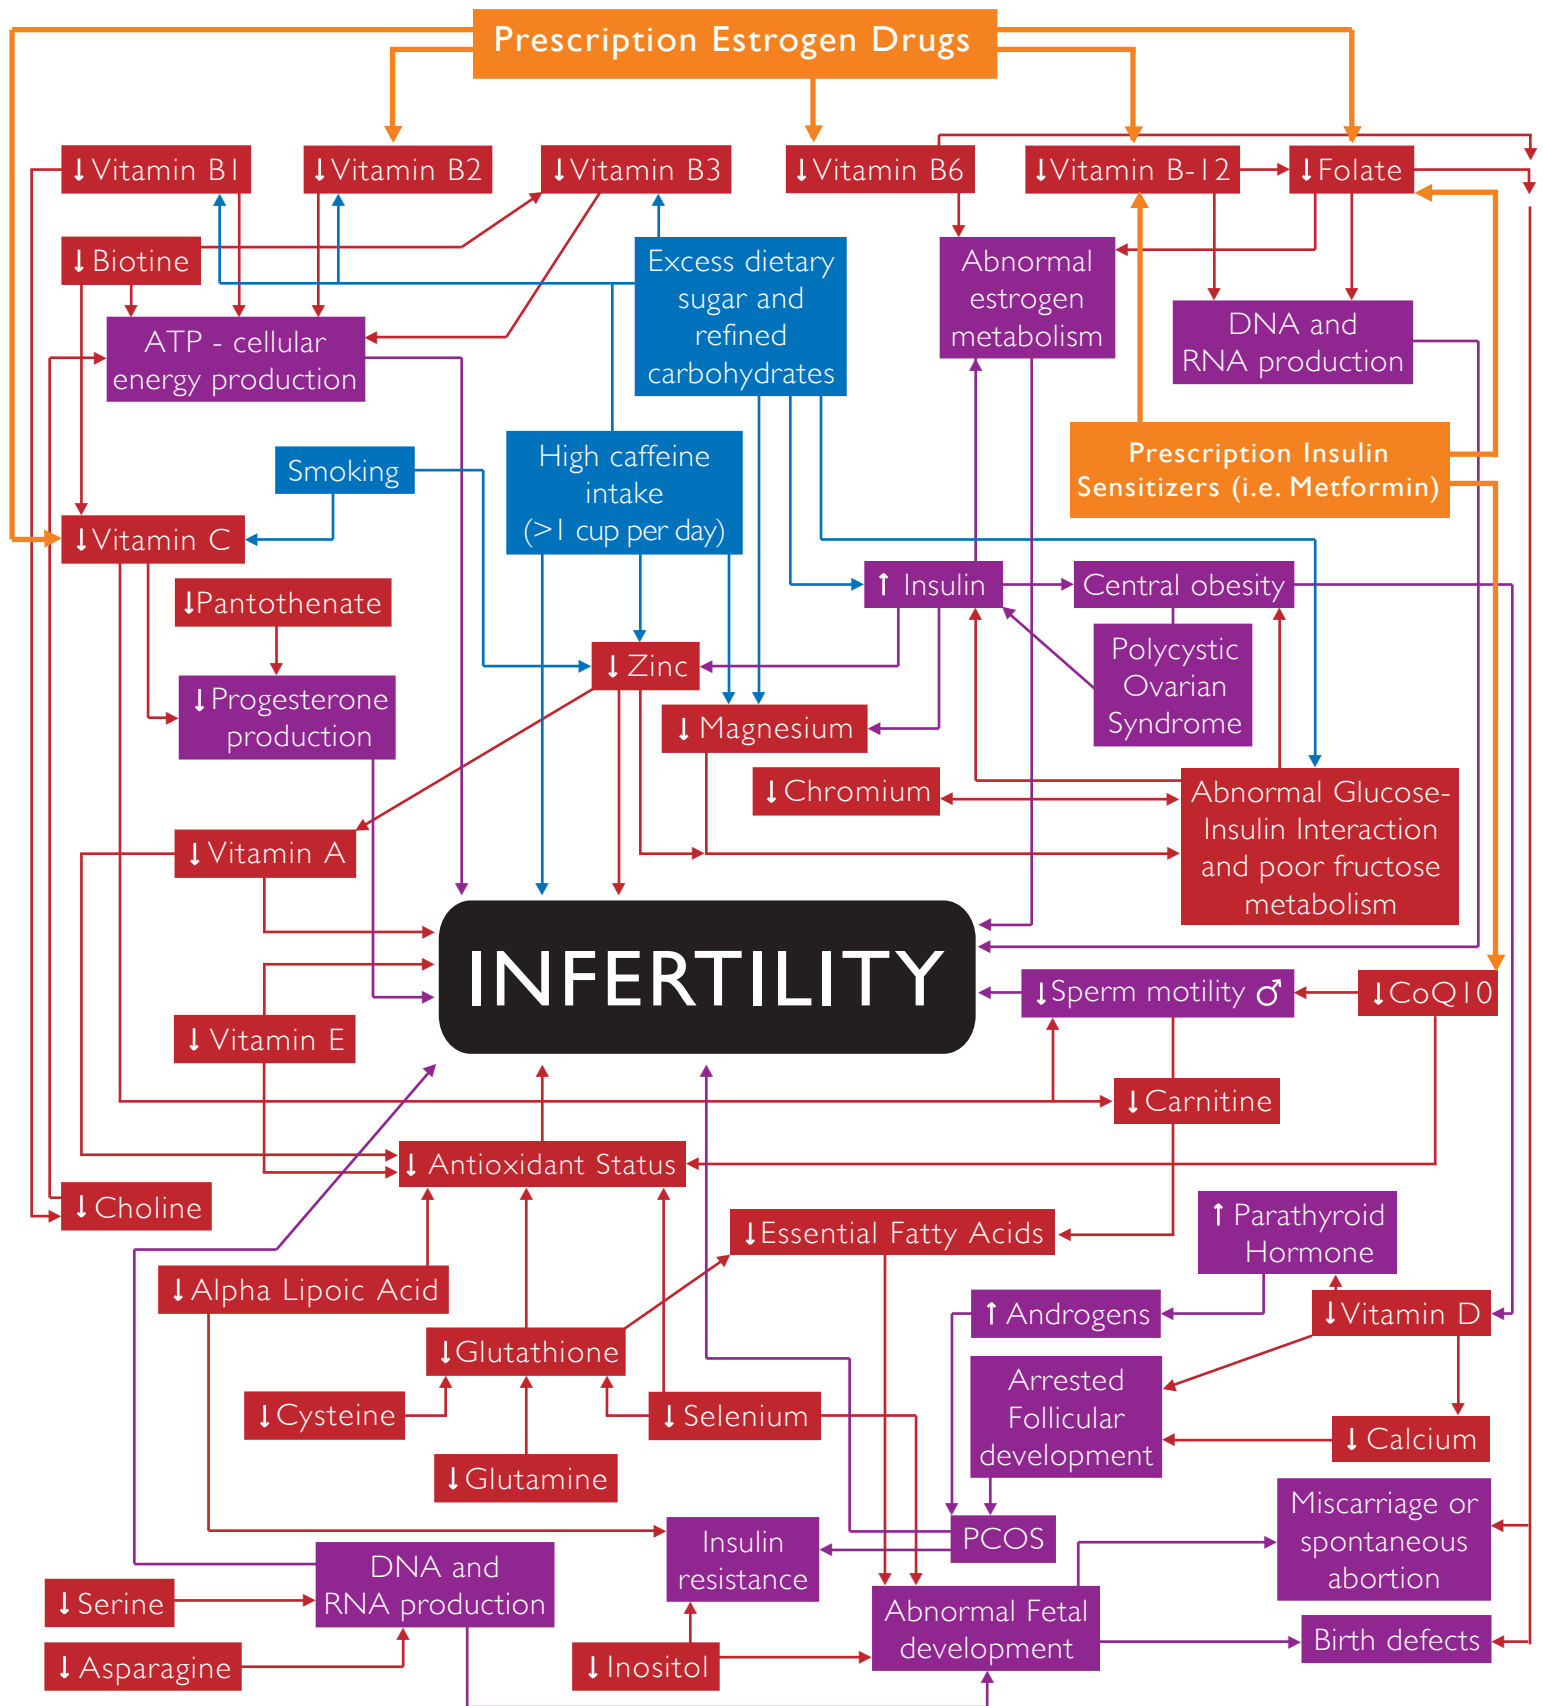 Prescription Estrogen Drugs
↓Vitamin B1
↓Vitamin B2
↓Vitamin B3
↓Vitamin B6
↓Vitamin B-12
↓Folate
↓Biotine
Excess dietary
sugar and
refined
carbohydrates
Abnormal
estrogen
metabolism
ATP - cellular
energy production
DNA and
RNA production
Smoking
High caffeine
intake
(>1 cup per day)
Prescription Insulin
Sensitizers (i.e. Metformin)
↓Vitamin C
↓Pantothenate
↑ Insulin
Central obesity
↓Zinc
Polycystic
Ovarian
Syndrome
↓Progesterone
production
↓Magnesium
↓Chromium
Abnormal Glucose-
Insulin Interaction
and poor fructose
metabolism
↓Vitamin A
INFERTILITY
↓Sperm motility ♂
↓CoQ10
↓Vitamin E
↓Carnitine
↓Antioxidant Status
↓Choline
↓Essential Fatty Acids
↑ Parathyroid
Hormone
↓Alpha Lipoic Acid
↑ Androgens
↓Vitamin D
↓Glutathione
Arrested
Follicular
development
↓Cysteine
↓Selenium
↓Calcium
↓Glutamine
Miscarriage or
spontaneous
abortion
Insulin
resistance
PCOS
DNA and
RNA production
↓Serine
Abnormal Fetal
development
Birth defects
↓Asparagine
↓Inositol